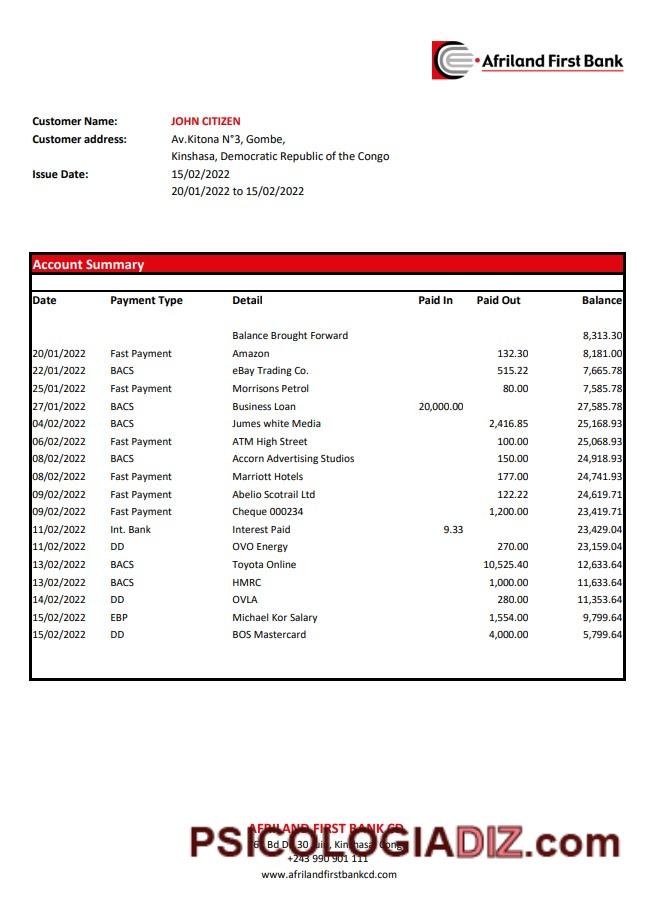 Afriland First Bank
Customer Name: JOHN CITIZEN
Customer address: Av.Kitona N°3, Gombe,
Kinshasa, Democratic Republic of the Congo
Issue Date: 15/02/2022
20/01/2022 to 15/02/2022
Account Summary
Date Payment Type Detail Paid In Paid Out Balance
Balance Brought Forward 8,313.30
20/01/2022 Fast Payment Amazon 132.30 8,181.00
22/01/2022 BACS eBay Trading Co. 515.22 7,665.78
25/01/2022 Fast Payment Morrisons Petrol 80.00 7,585.78
27/01/2022 BACS Business Loan 20,000.00 27,585.78
04/02/2022 BACS Jumes white Media 2,416.85 25,168.93
06/02/2022 Fast Payment ATM High Street 100.00 25,068.93
08/02/2022 BACS Accorn Advertising Studios 150.00 24,918.93
08/02/2022 Fast Payment Marriott Hotels 177.00 24,741.93
09/02/2022 Fast Payment Abelio Scotrail Ltd 122.22 24,619.71
09/02/2022 Fast Payment Cheque 000234 1,200.00 23,419.71
11/02/2022 Int. Bank Interest Paid 9.33 23,429.04
11/02/2022 DD OVO Energy 270.00 23,159.04
13/02/2022 BACS Toyota Online 10,525.40 12,633.64
13/02/2022 BACS HMRC 1,000.00 11,633.64
14/02/2022 DD OVLA 280.00 11,353.64
15/02/2022 EBP Michael Kor Salary 1,554.00 9,799.64
15/02/2022 DD BOS Mastercard 4,000.00 5,799.64
AFRILAND FIRST BANK CD
PSICOLOGIADIZ.com
Bd 30 Kinshasa
+243 990 901 111
www.afrilandfirstbankcd.com